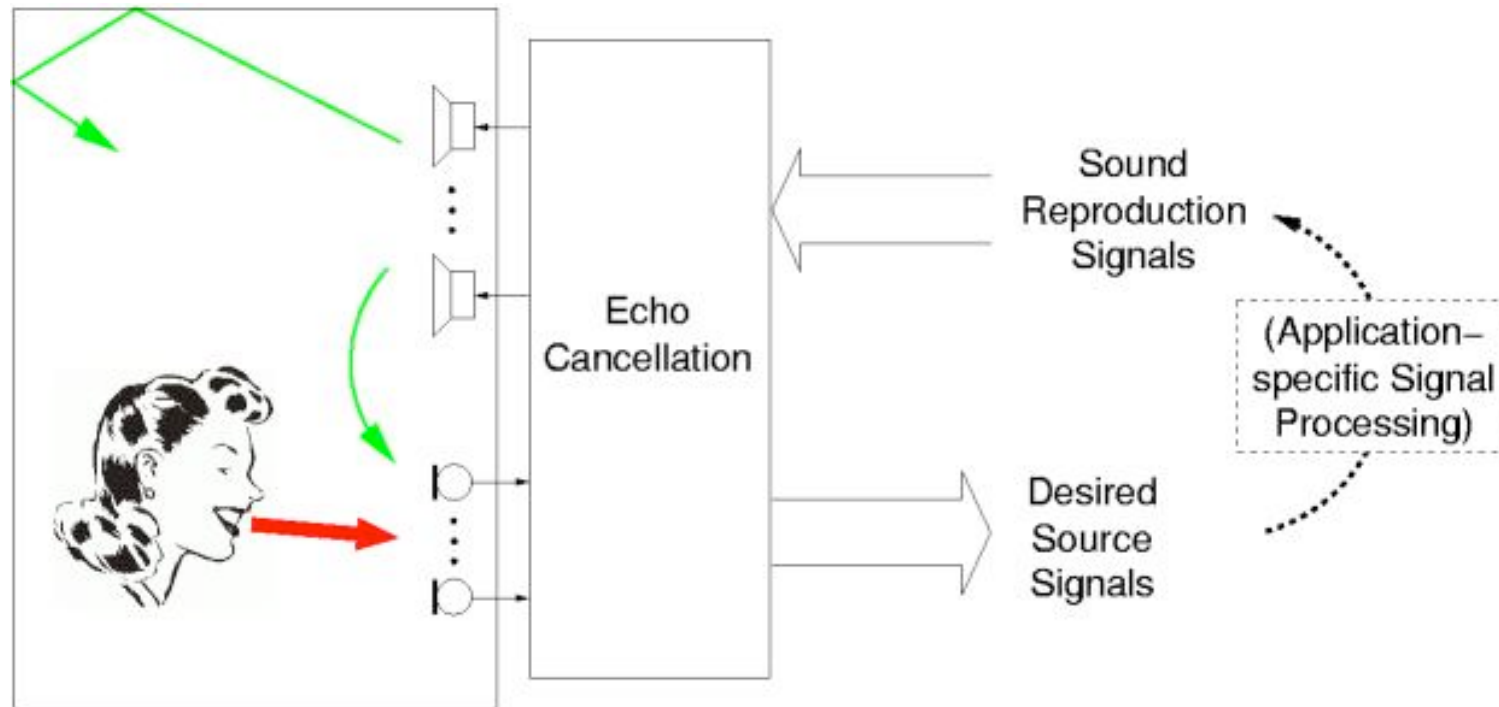 Echo
Cancellation
Sound
Reproduction
Signals
(Application−
specific Signal
Processing)
Desired
Source
Signals